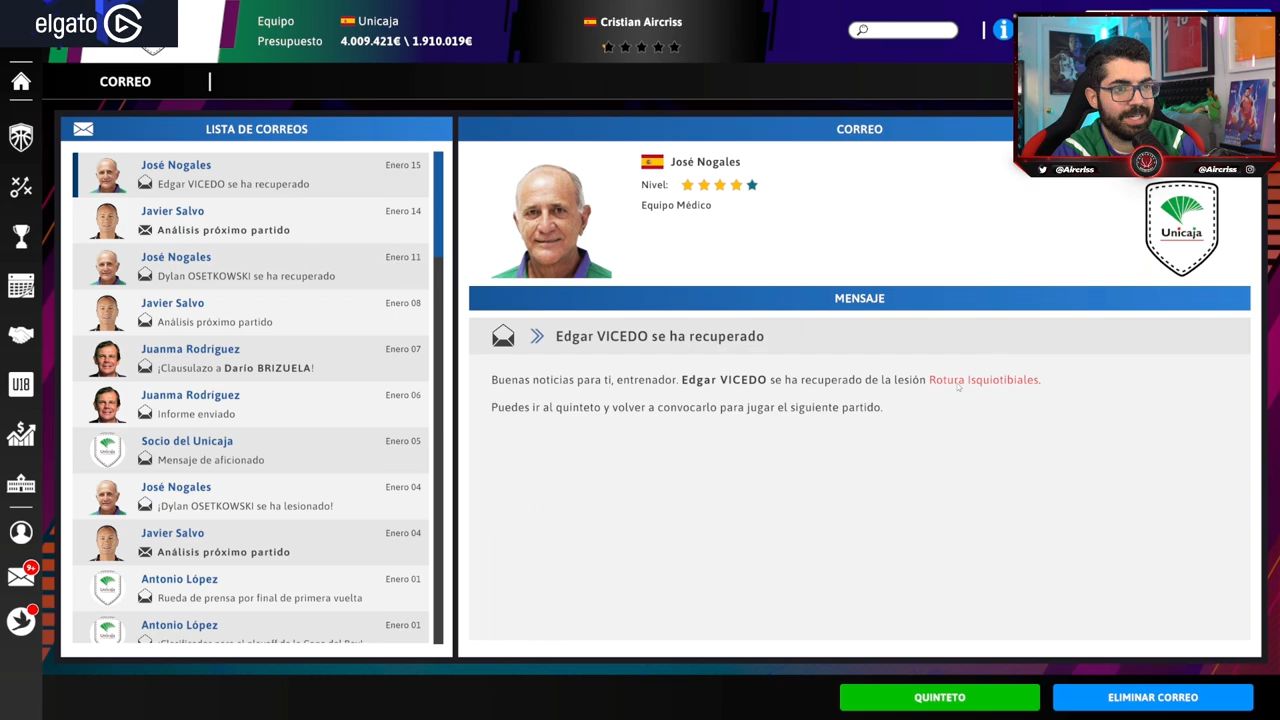 elgato
Equipo
Unicaja
Presupuesto
4.009.421€ \ 1.910.019€
Cristian Aircriss
CORREO
@Aircriss
@Aircriss
LISTA DE CORREOS
José Nogales
Enero 15
Edgar VICEDO se ha recuperado
Javier Salvo
Enero 14
Análisis próximo partido
José Nogales
Enero 11
Dylan OSETKOWSKI se ha recuperado
Javier Salvo
Enero 08
Análisis próximo partido
Juanma Rodriguez
Enero 07
¡Clausulazo a Dario BRIZUELA!
Juanma Rodriguez
Enero 06
Informe enviado
Socio del Unicaja
Enero 05
Mensaje de aficionado
José Nogales
Enero 04
¡Dylan OSETKOWSKI se ha lesionado!
Javier Salvo
Enero 04
Análisis próximo partido
Antonio López
Enero 01
Rueda de prensa por final de primera vuelta
Antonio López
Enero 01
U18
9+
CORREO
José Nogales
Nivel:
Equipo Médico
Unicaja
MENSAJE
Edgar VICEDO se ha recuperado
Buenas noticias para ti, entrenador. Edgar VICEDO se ha recuperado de la lesión Rotura Isquiotibiales.
Puedes ir al quinteto y volver a convocarlo para jugar el siguiente partido.
QUINTETO
ELIMINAR CORREO